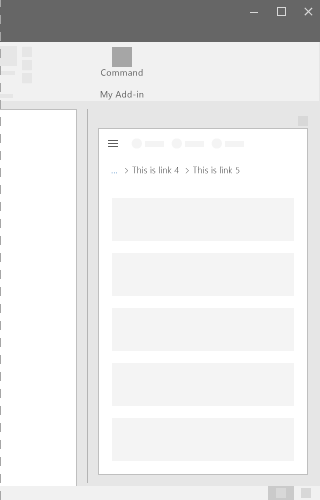 Command
My Add-in
... > This is link 4 > This is link 5